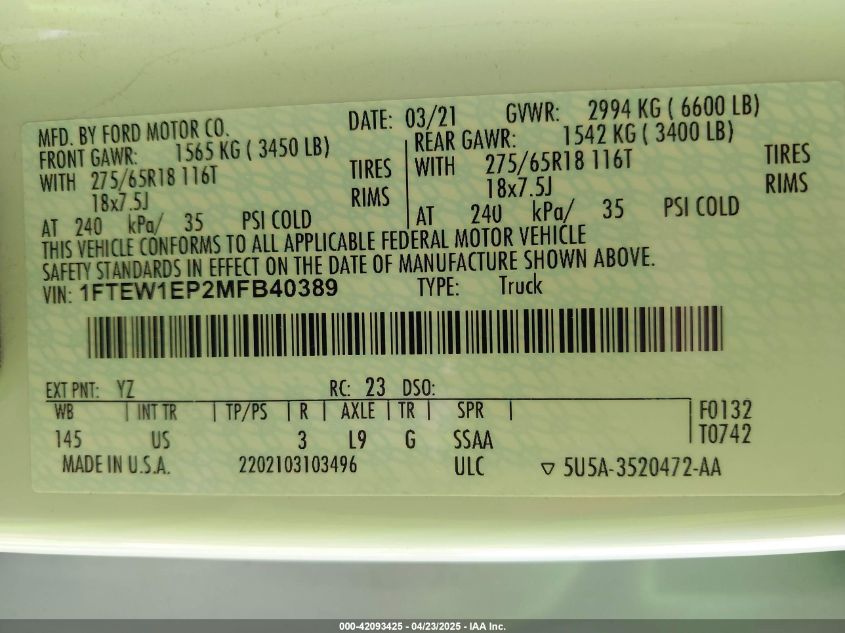 MFD. BY FORD MOTOR CO. DATE: 03/21 GVWR: 2994 KG ( 6600 LB)
FRONT GAWR: 1565 KG ( 3450 LB) REAR GAWR: 1542 KG ( 3400 LB)
WITH 275/65R18 116T TIRES WITH 275/65R18 116T TIRES
18x7.5J RIMS 18x7.5J RIMS
AT 240 kPa/ 35 PSI COLD AT 240 kPa/ 35 PSI COLD
THIS VEHICLE CONFORMS TO ALL APPLICABLE FEDERAL MOTOR VEHICLE
SAFETY STANDARDS IN EFFECT ON THE DATE OF MANUFACTURE SHOWN ABOVE.
VIN: 1FTEW1EP2MFB40389 TYPE: Truck
EXT PNT: YZ RC: 23 DSO:
WB INT TR TP/PS R AXLE TR SPR F0132
145 US 3 L9 G SSAA T0742
MADE IN U.S.A. 2202103103496 ULC ▽ 5U5A-3520472-AA
000-42093425 - 04/23/2025 - IAA Inc.